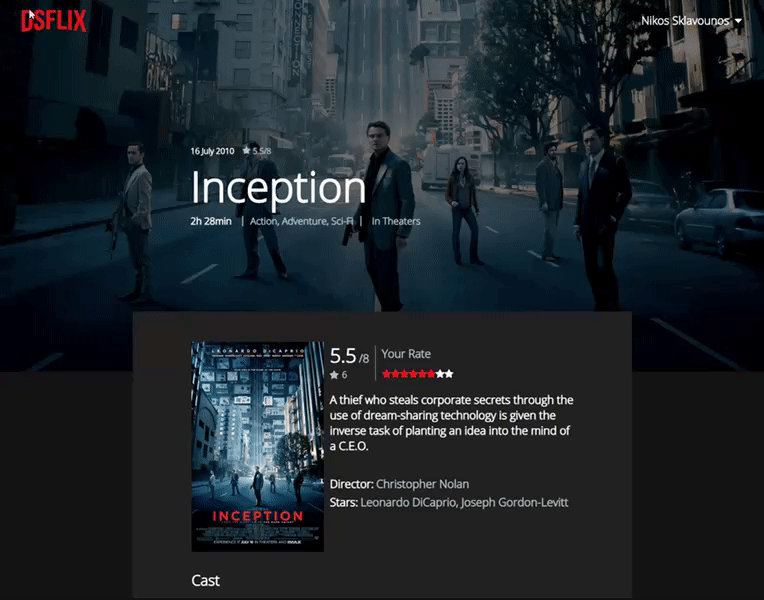 DSFLIX
Nikos Sklavounos
16 July 2010 5.5/8
Inception
2h 28min | Action, Adventure, Sci-Fi | In Theaters
LEONARDO DICAPRIO
INCEPTION
5.5 /8 Your Rate
6
A thief who steals corporate secrets through the
use of dream-sharing technology is given the
inverse task of planting an idea into the mind of
a C.E.O.
Director: Christopher Nolan
Stars: Leonardo DiCaprio, Joseph Gordon-Levitt
Cast